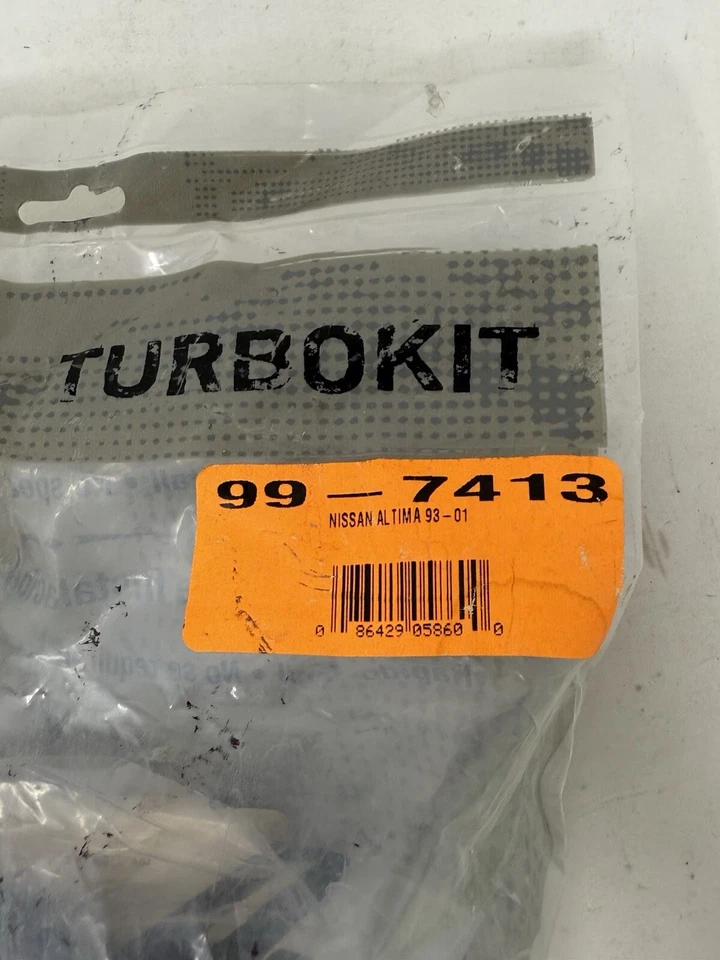 TURBOKIT
99-7413
NISSAN ALTIMA 93-01
0 86429 05860 0